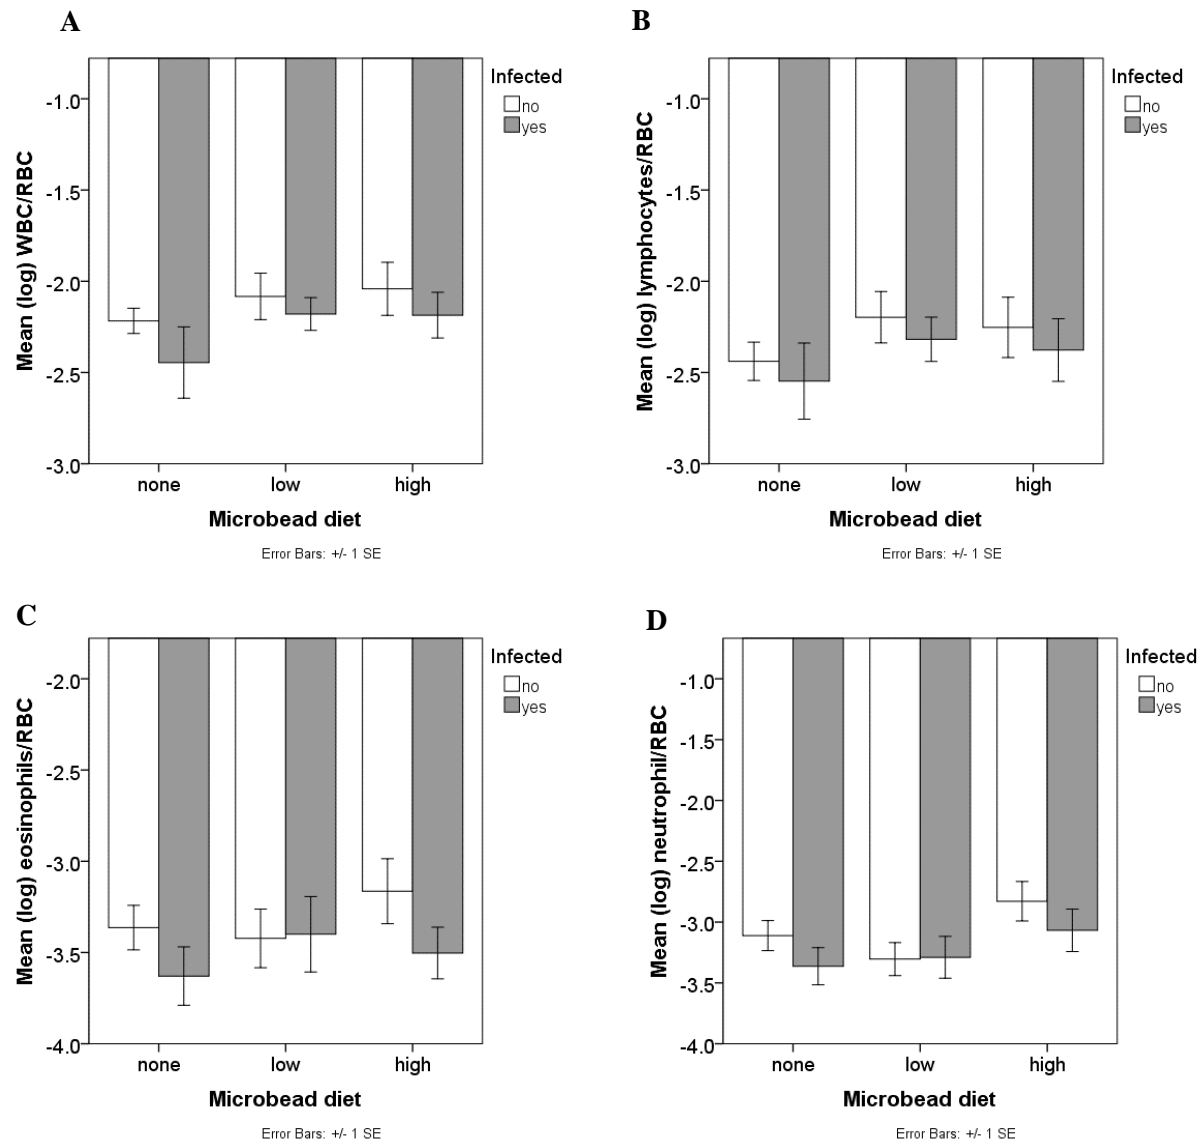 A
Mean (log) WBC/RBC
-1.0
-1.5
-2.0
-2.5
-3.0
none low high
Microbead diet
Error Bars: +/- 1 SE
Infected
no
yes
B
Mean (log) lymphocytes/RBC
-1.0
-1.5
-2.0
-2.5
-3.0
none low high
Microbead diet
Error Bars: +/- 1 SE
Infected
no
yes
C
Mean (log) eosinophils/RBC
-2.0
-2.5
-3.0
-3.5
-4.0
none low high
Microbead diet
Error Bars: +/- 1 SE
Infected
no
yes
D
Mean (log) neutrophil/RBC
-1.0
-1.5
-2.0
-2.5
-3.0
-3.5
-4.0
none low high
Microbead diet
Error Bars: +/- 1 SE
Infected
no
yes